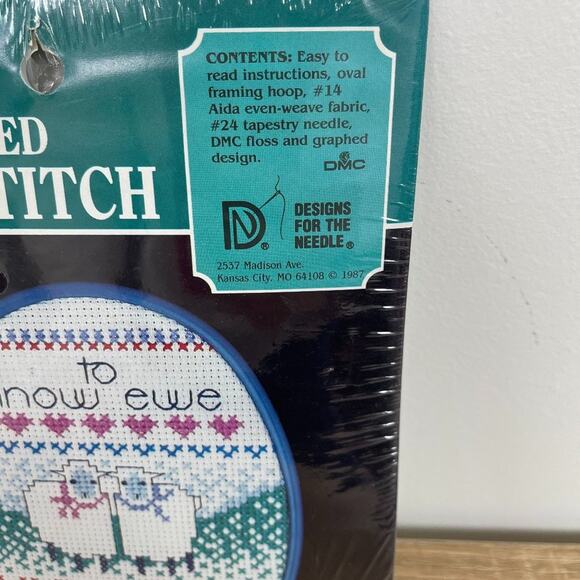 CONTENTS: Easy to
read instructions, oval
framing hoop, #14
Aida even-weave fabric,
#24 tapestry needle,
DMC floss and graphed
design.
DMC
DN® DESIGNS
FOR THE
NEEDLE®
2537 Madison Ave.
Kansas City, MO 64108 © 1987
ED
TITCH
to
now ewe